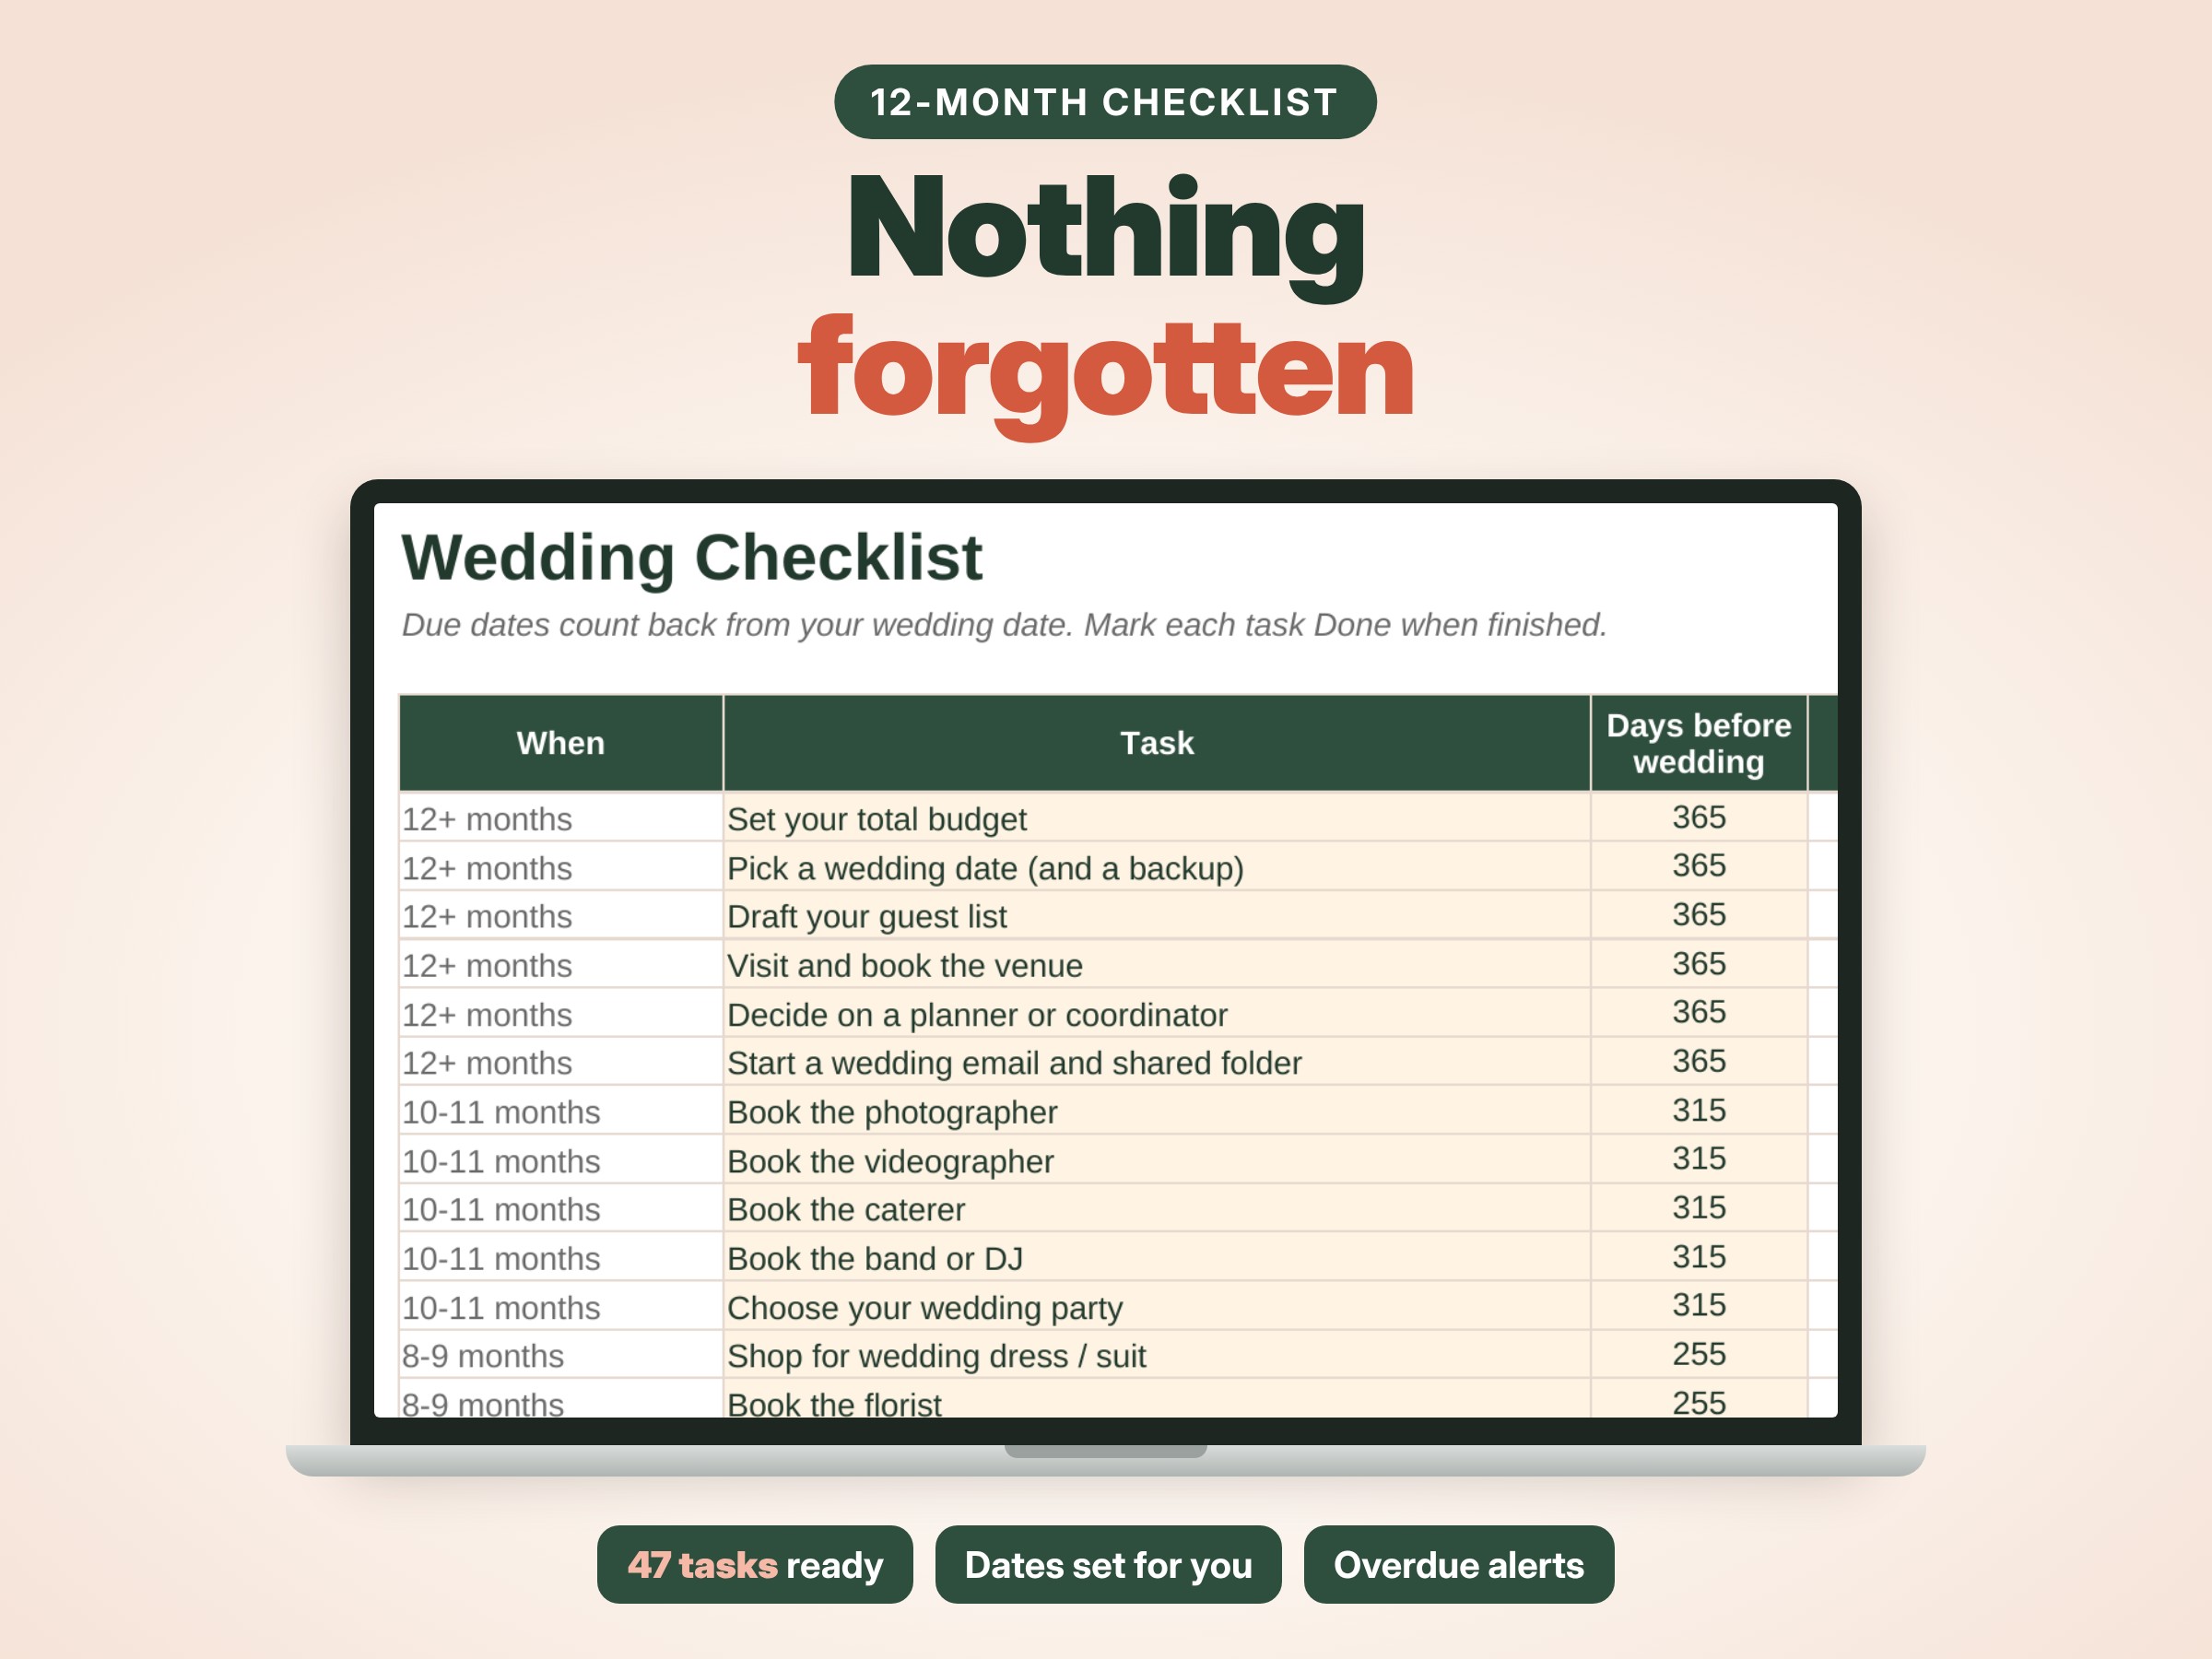 12-MONTH CHECKLIST
Nothing
forgotten
Wedding Checklist
Due dates count back from your wedding date. Mark each task Done when finished.
When Task Days before wedding
12+ months Set your total budget 365
12+ months Pick a wedding date (and a backup) 365
12+ months Draft your guest list 365
12+ months Visit and book the venue 365
12+ months Decide on a planner or coordinator 365
12+ months Start a wedding email and shared folder 365
10-11 months Book the photographer 315
10-11 months Book the videographer 315
10-11 months Book the caterer 315
10-11 months Book the band or DJ 315
10-11 months Choose your wedding party 315
8-9 months Shop for wedding dress / suit 255
8-9 months Book the florist 255
47 tasks ready Dates set for you Overdue alerts